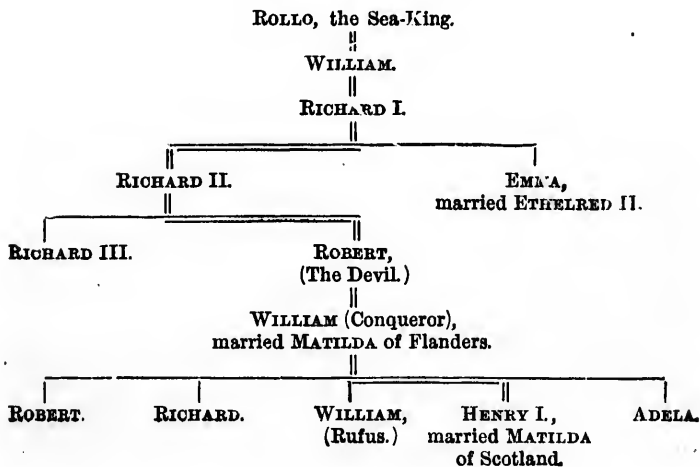 ROLLO, the Sea-King.
WILLIAM.
RICHARD I.
RICHARD II.
EMMA,
married ETHELRED II.
RICHARD III.
ROBERT,
(The Devil.)
WILLIAM (Conqueror),
married MATILDA of Flanders.
ROBERT.
RICHARD.
WILLIAM,
(Rufus.)
HENRY I.,
married MATILDA
of Scotland.
ADELA.